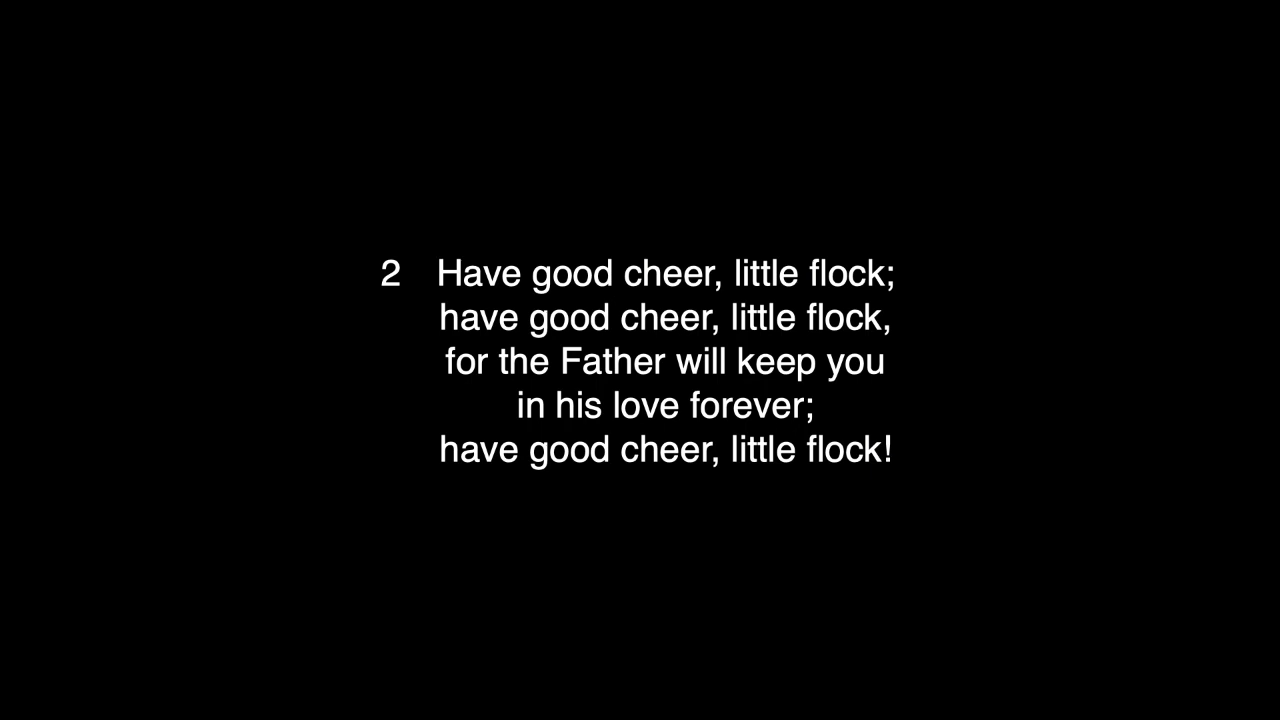 2 Have good cheer, little flock;
have good cheer, little flock,
for the Father will keep you
in his love forever;
have good cheer, little flock!